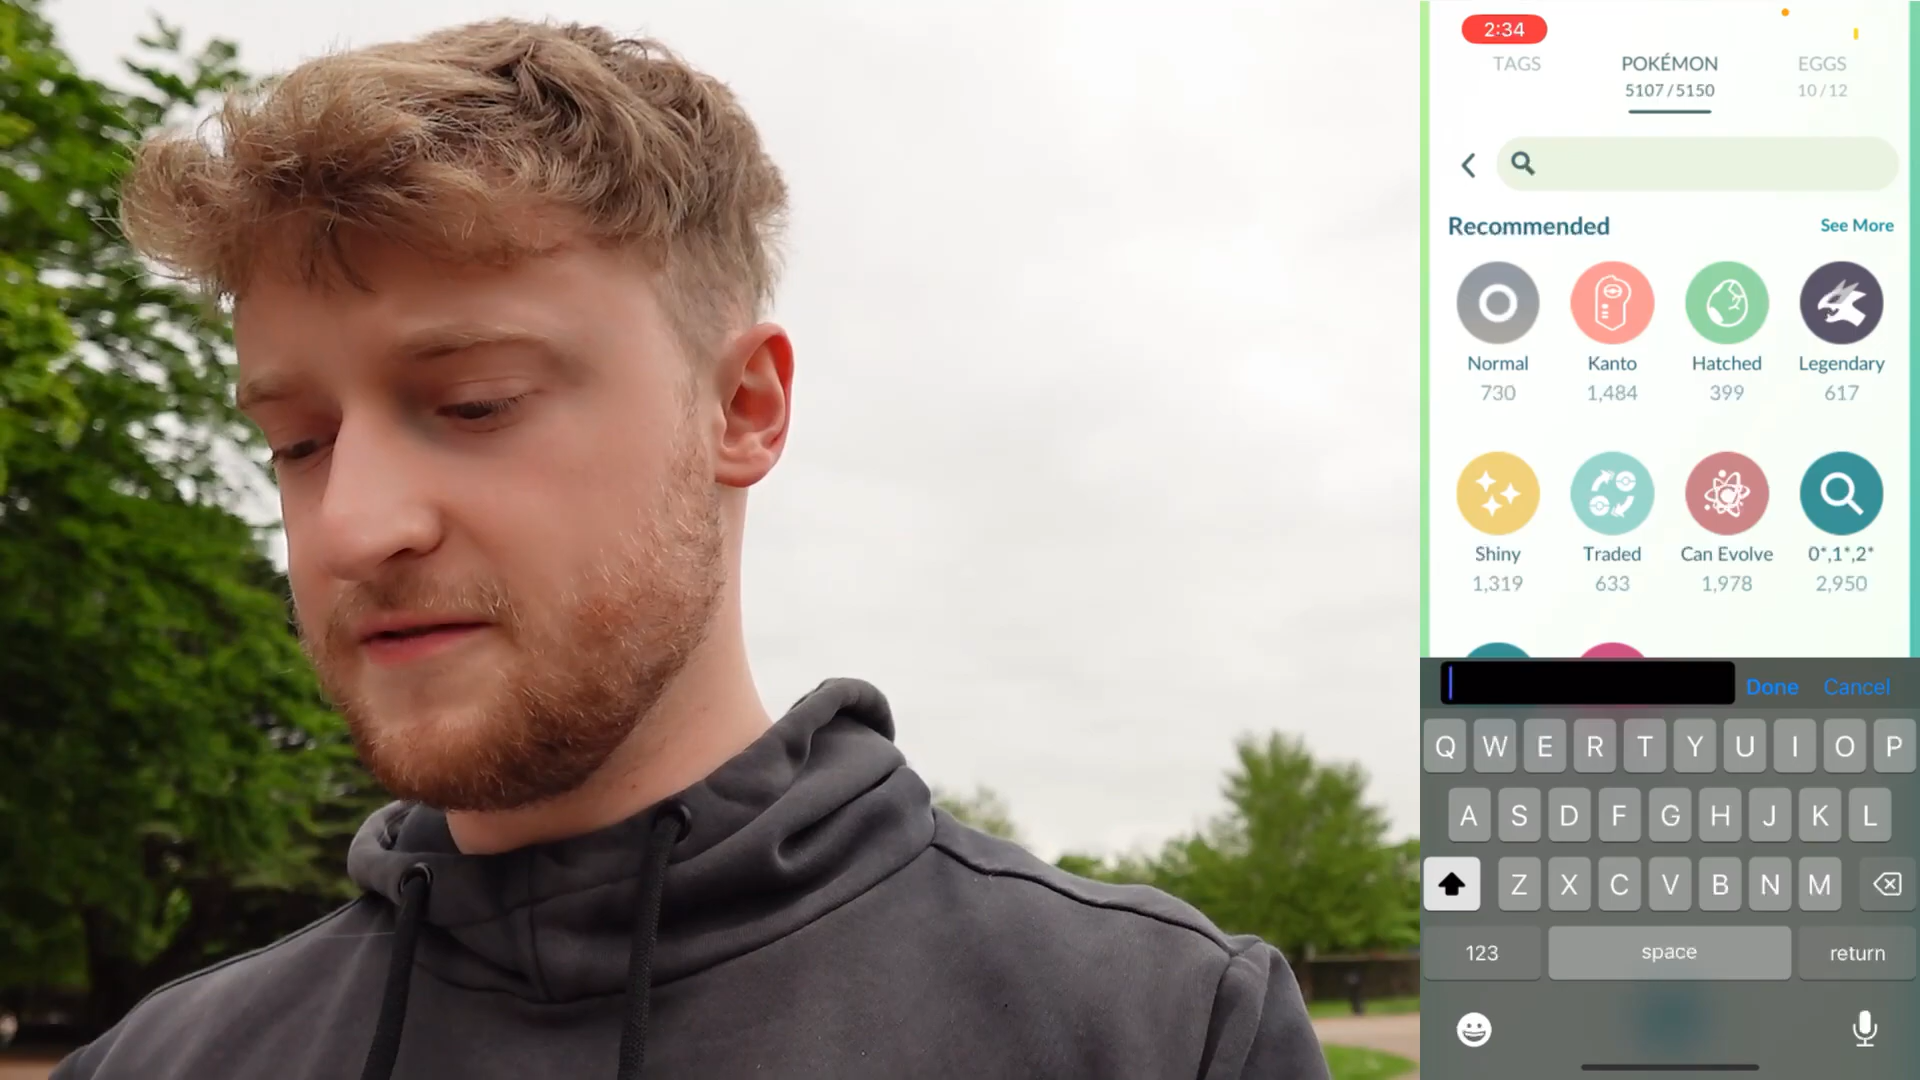 2:34
TAGS POKÉMON EGGS
5107/5150 10/12
Recommended See More
Normal Kanto Hatched Legendary
730 1,484 399 617
Shiny Traded Can Evolve 0*,1*,2*
1,319 633 1,978 2,950
Done Cancel
Q W E R T Y U I O P
A S D F G H J K L
Z X C V B N M
123 space return